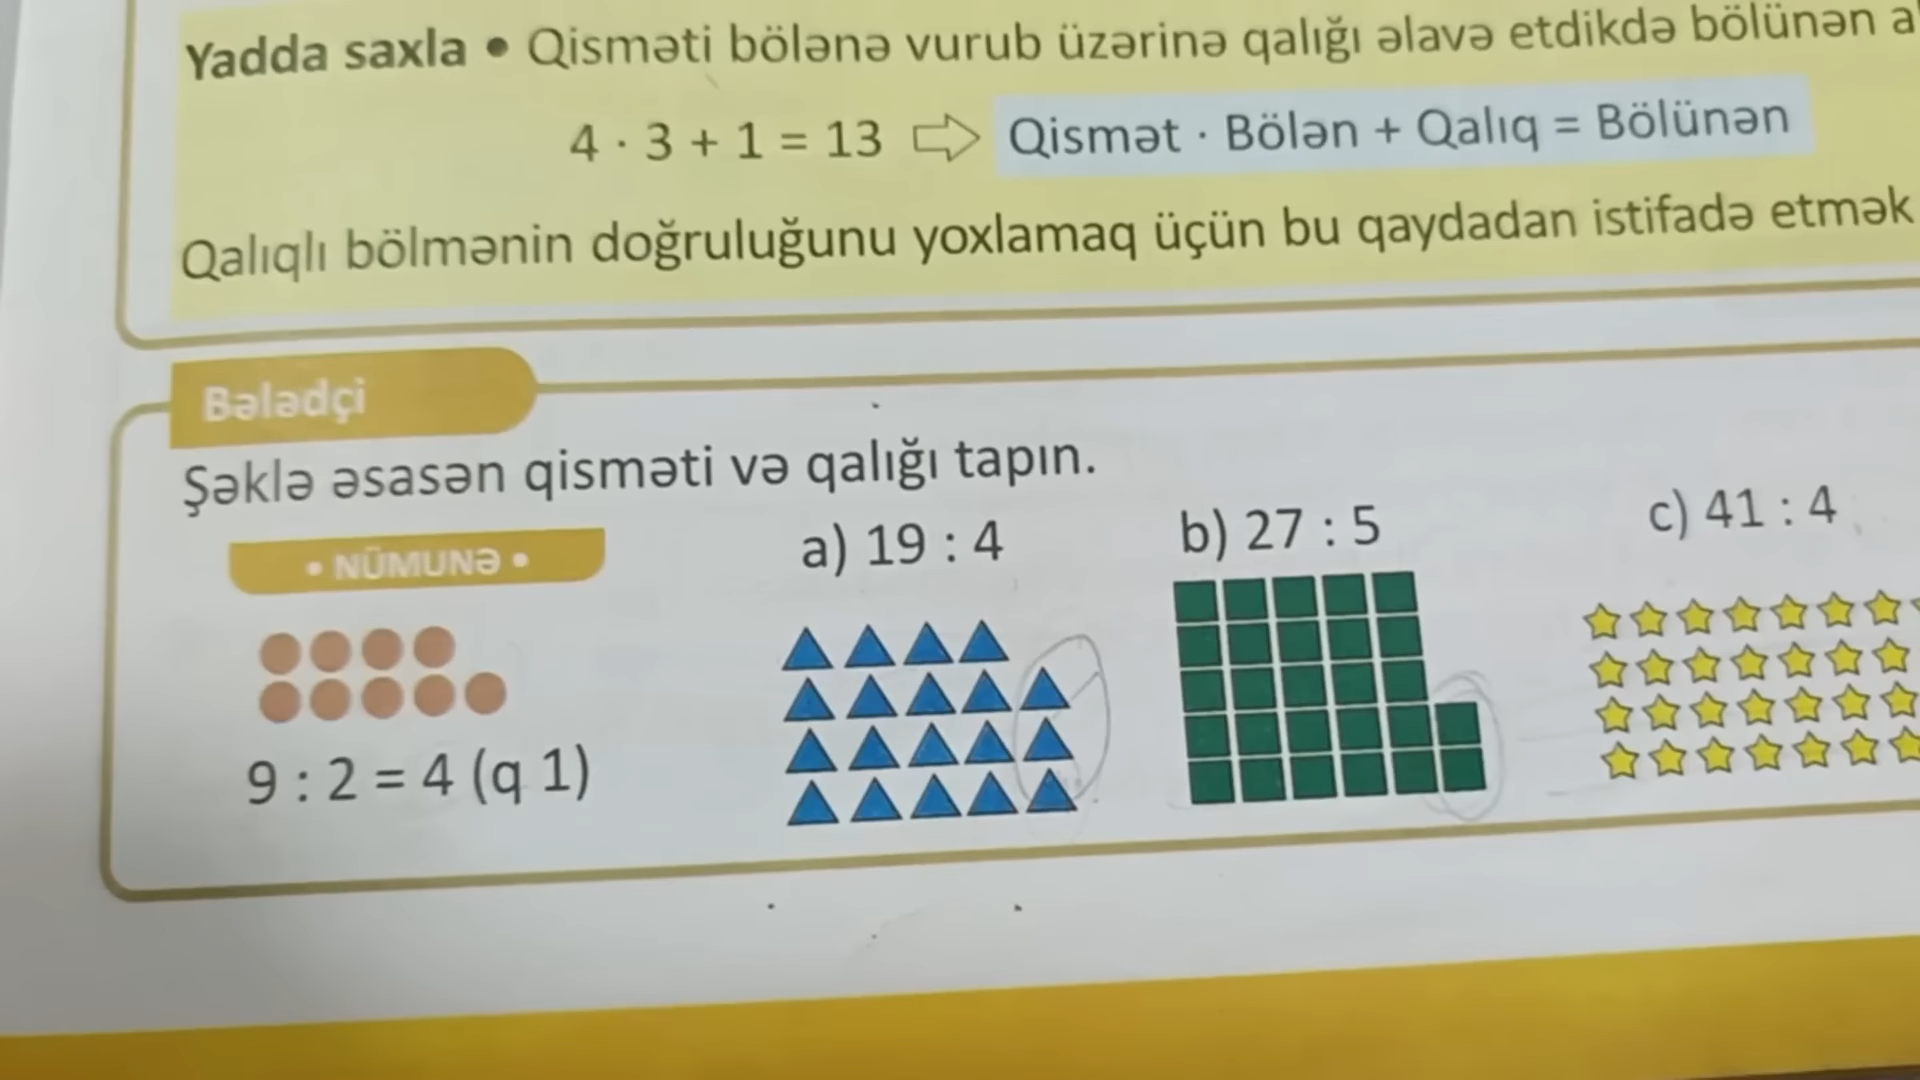 Yadda saxla • Qisməti bölənə vurub üzərinə qalığı əlavə etdikdə bölünən
4 · 3 + 1 = 13 ⇨ Qismət · Bölən + Qalıq = Bölünən
Qalıqlı bölmənin doğruluğunu yoxlamaq üçün bu qaydadan istifadə etmək
Bələdçi
Şəklə əsasən qisməti və qalığı tapın.
• NÜMUNƏ •
a) 19 : 4
b) 27 : 5
c) 41 : 4
9 : 2 = 4 (q 1)